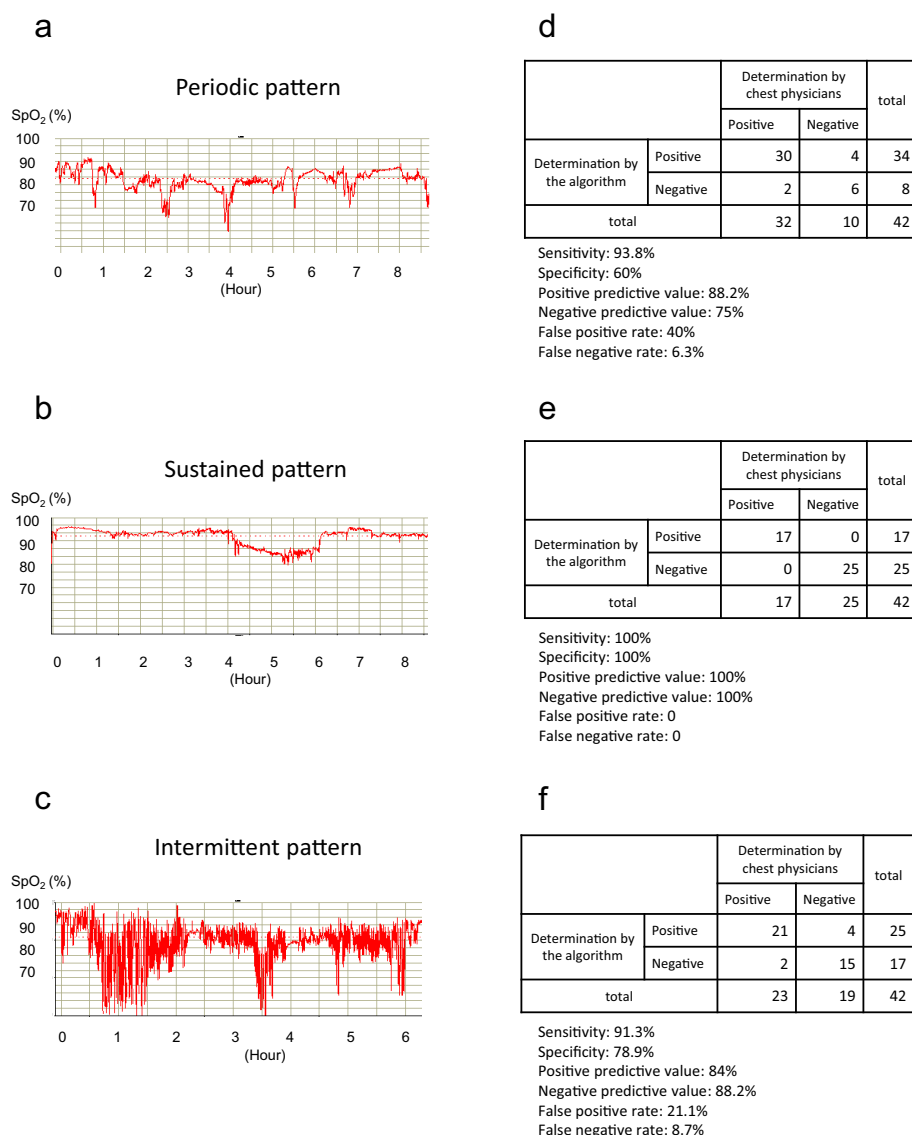 a
Periodic pattern
SpO2 (%)
100
90
80
70
0 1 2 3 4 5 6 7 8
(Hour)
d
Determination by
chest physicians
total
Positive Negative
Determination by
the algorithm
Positive 30 4 34
Negative 2 6 8
total 32 10 42
Sensitivity: 93.8%
Specificity: 60%
Positive predictive value: 88.2%
Negative predictive value: 75%
False positive rate: 40%
False negative rate: 6.3%
b
Sustained pattern
SpO2 (%)
100
90
80
70
0 1 2 3 4 5 6 7 8
(Hour)
e
Determination by
chest physicians
total
Positive Negative
Determination by
the algorithm
Positive 17 0 17
Negative 0 25 25
total 17 25 42
Sensitivity: 100%
Specificity: 100%
Positive predictive value: 100%
Negative predictive value: 100%
False positive rate: 0
False negative rate: 0
c
Intermittent pattern
SpO2 (%)
100
90
80
70
0 1 2 3 4 5 6
(Hour)
f
Determination by
chest physicians
total
Positive Negative
Determination by
the algorithm
Positive 21 4 25
Negative 2 15 17
total 23 19 42
Sensitivity: 91.3%
Specificity: 78.9%
Positive predictive value: 84%
Negative predictive value: 88.2%
False positive rate: 21.1%
False negative rate: 8.7%